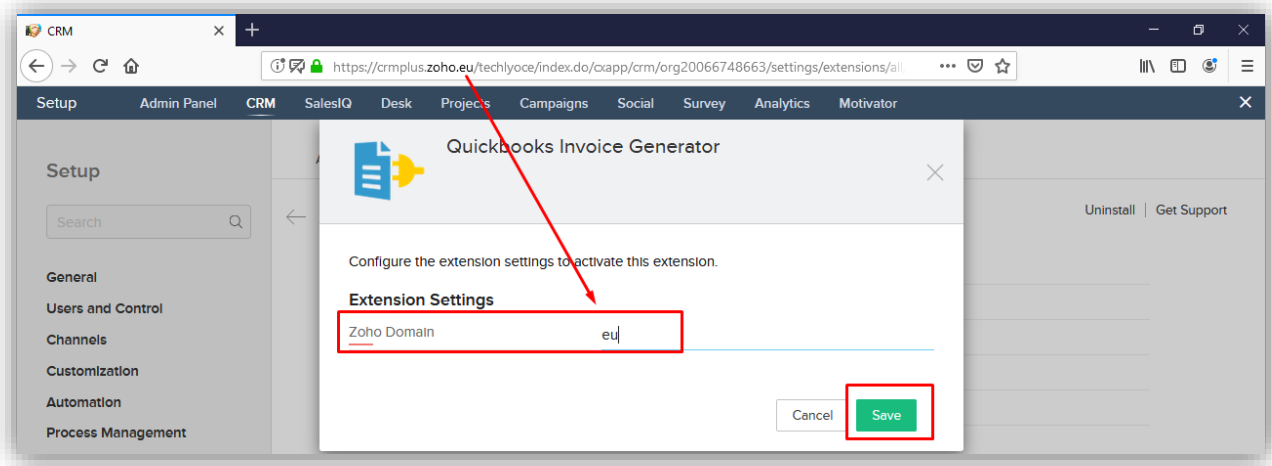 CRM
https://crmplus.zoho.eu/techlyoce/index.do/cxapp/crm/org20066748663/settings/extensions/al
Setup Admin Panel CRM SalesIQ Desk Projects Campaigns Social Survey Analytics Motivator
Quickbooks Invoice Generator
Setup
Search
Uninstall | Get Support
Configure the extension settings to activate this extension.
General
Extension Settings
Users and Control
Zoho Domain eu
Channels
Customization
Automation
Cancel Save
Process Management